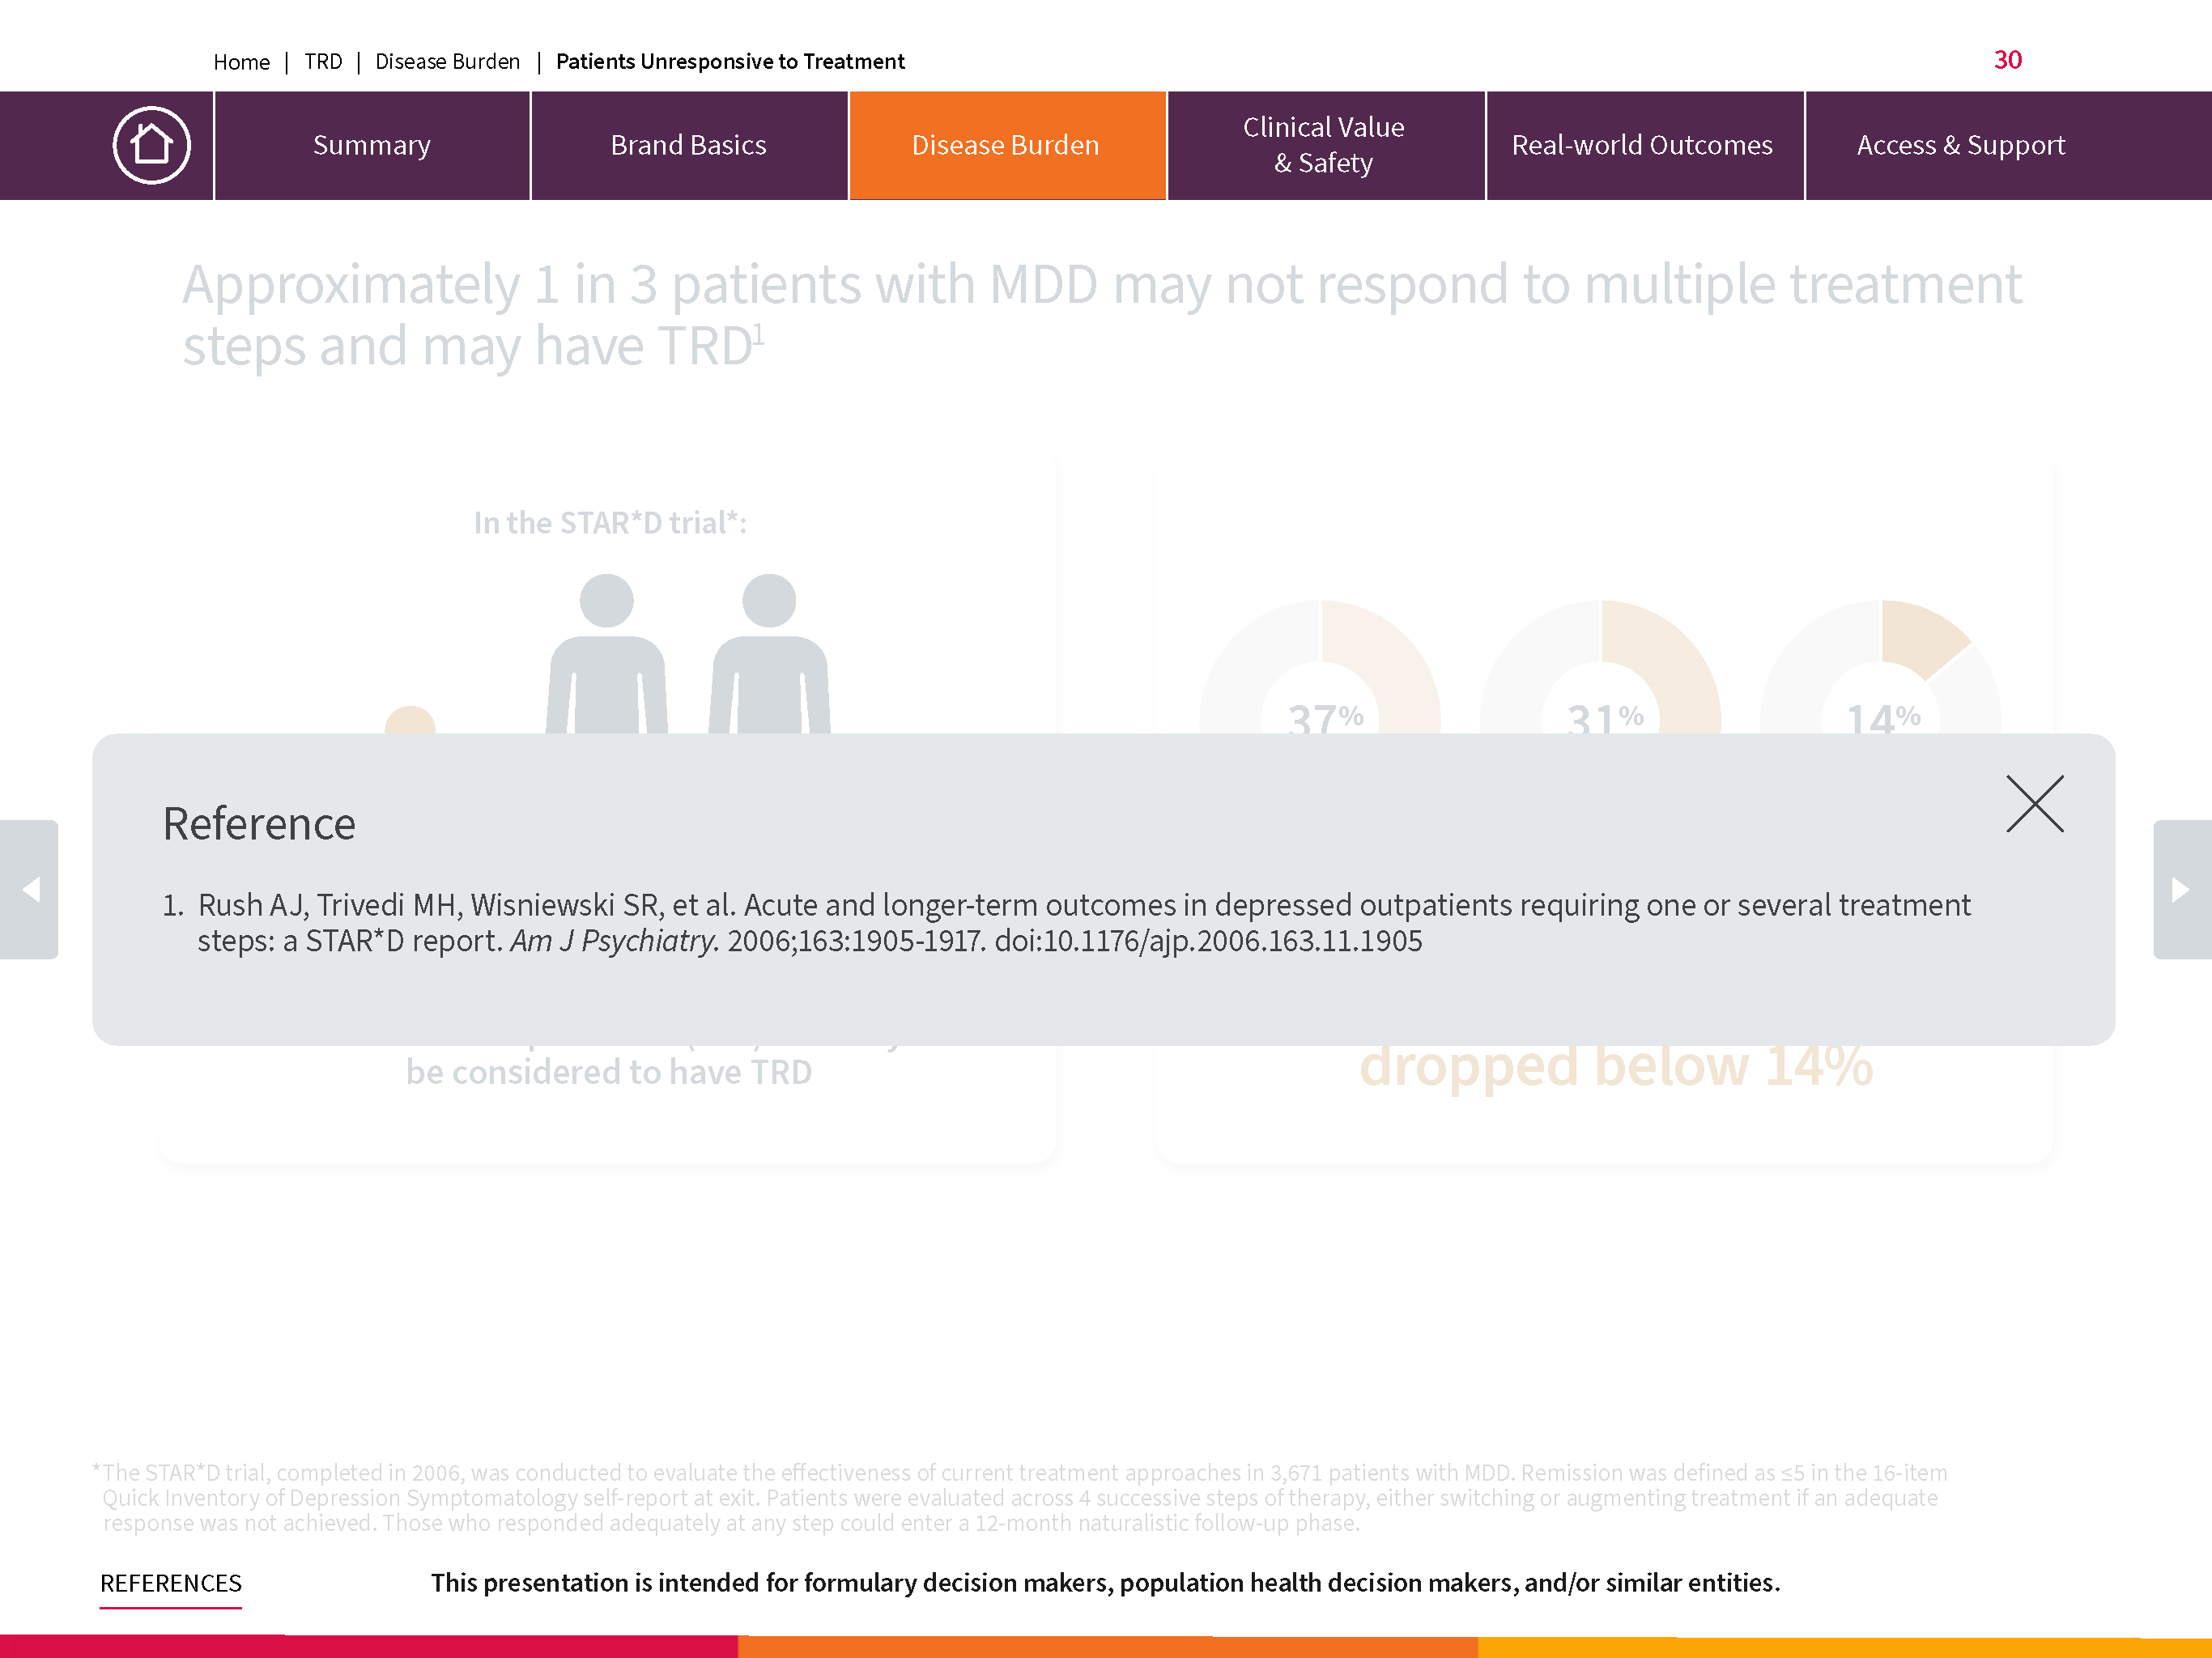 Home | TRD | Disease Burden | Patients Unresponsive to Treatment
30
Summary
Brand Basics
Disease Burden
Clinical Value
& Safety
Real-world Outcomes
Access & Support
Approximately 1 in 3 patients with MDD may not respond to multiple treatment
steps and may have TRD¹
In the STAR*D trial*:
37%
31%
14%
Reference
1. Rush AJ, Trivedi MH, Wisniewski SR, et al. Acute and longer-term outcomes in depressed outpatients requiring one or several treatment
steps: a STAR*D report. Am J Psychiatry. 2006;163:1905-1917. doi:10.1176/ajp.2006.163.11.1905
be considered to have TRD
dropped below 14%
*The STAR*D trial, completed in 2006, was conducted to evaluate the effectiveness of current treatment approaches in 3,671 patients with MDD. Remission was defined as ≤5 in the 16-item
Quick Inventory of Depression Symptomatology self-report at exit. Patients were evaluated across 4 successive steps of therapy, either switching or augmenting treatment if an adequate
response was not achieved. Those who responded adequately at any step could enter a 12-month naturalistic follow-up phase.
REFERENCES
This presentation is intended for formulary decision makers, population health decision makers, and/or similar entities.